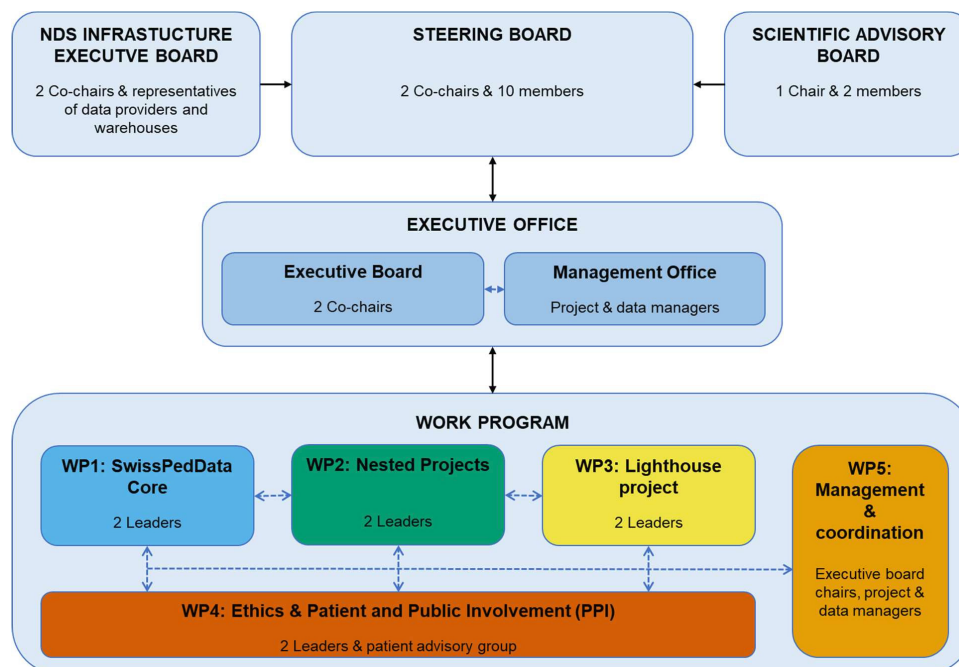 NDS INFRASTUCTURE
EXECUTVE BOARD
2 Co-chairs & representatives
of data providers and
warehouses
STEERING BOARD
2 Co-chairs & 10 members
SCIENTIFIC ADVISORY
BOARD
1 Chair & 2 members
EXECUTIVE OFFICE
Executive Board
2 Co-chairs
Management Office
Project & data managers
WORK PROGRAM
WP1: SwissPedData
Core
2 Leaders
WP2: Nested Projects
2 Leaders
WP3: Lighthouse
project
2 Leaders
WP5:
Management
&
coordination
Executive board
chairs, project &
data managers
WP4: Ethics & Patient and Public Involvement (PPI)
2 Leaders & patient advisory group